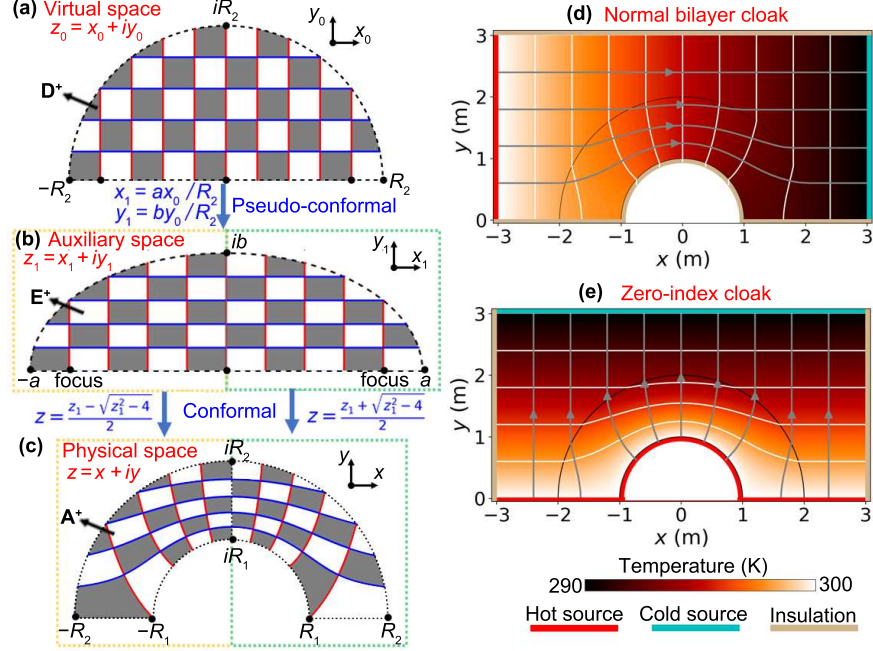 (a)
Virtual space
z₀ = x₀ + iy₀
iR₂
y₀
x₀
D⁺
−R₂
R₂
x₁ = ax₀/R₂
y₁ = by₀/R₂
Pseudo-conformal
(b) Auxiliary space
z₁ = x₁ + iy₁
ib
y₁
x₁
E⁺
−a focus focus a
z = (z₁ − √(z₁² − 4))/2
Conformal
z = (z₁ + √(z₁² − 4))/2
(c) Physical space
z = x + iy
iR₂
y
x
A⁺
iR₁
−R₂ −R₁ R₁ R₂
(d) Normal bilayer cloak
3
2
1
0
y (m)
−3 −2 −1 0 1 2 3
x (m)
(e) Zero-index cloak
3
2
1
0
y (m)
−3 −2 −1 0 1 2 3
x (m)
Temperature (K)
290 300
Hot source Cold source Insulation